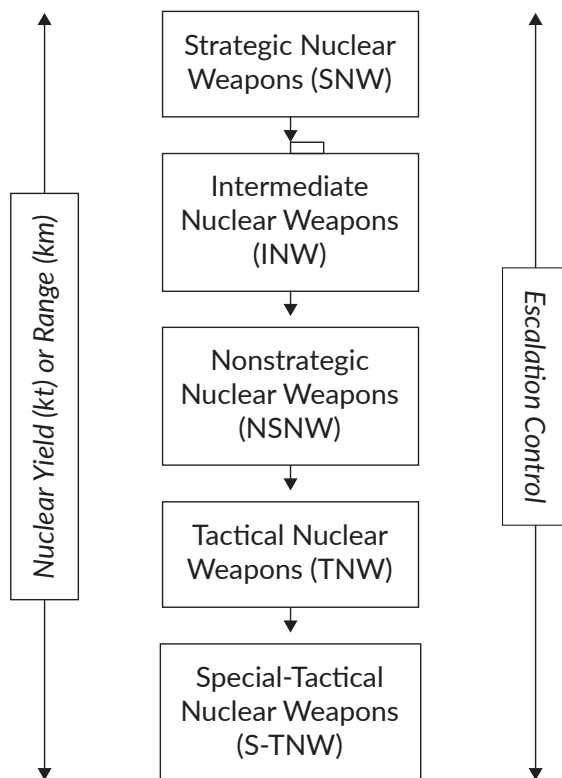 Strategic Nuclear
Weapons (SNW)
Intermediate
Nuclear Weapons
(INW)
Nonstrategic
Nuclear Weapons
(NSNW)
Tactical Nuclear
Weapons (TNW)
Special-Tactical
Nuclear Weapons
(S-TNW)
Nuclear Yield (kt) or Range (km)
Escalation Control